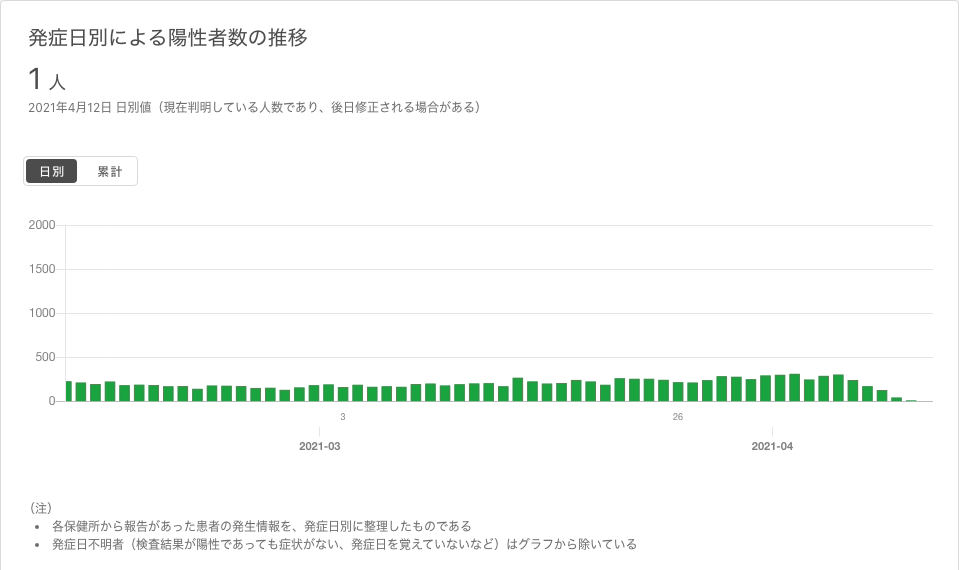 発症日別による陽性者数の推移
1 人
2021年4月12日 日別値（現在判明している人数であり、後日修正される場合がある）
日別 累計
2000
1500
1000
500
0
3 26
2021-03 2021-04
（注）
• 各保健所から報告があった患者の発生情報を、発症日別に整理したものである
• 発症日不明者（検査結果が陽性であっても症状がない、発症日を覚えていないなど）はグラフから除いている